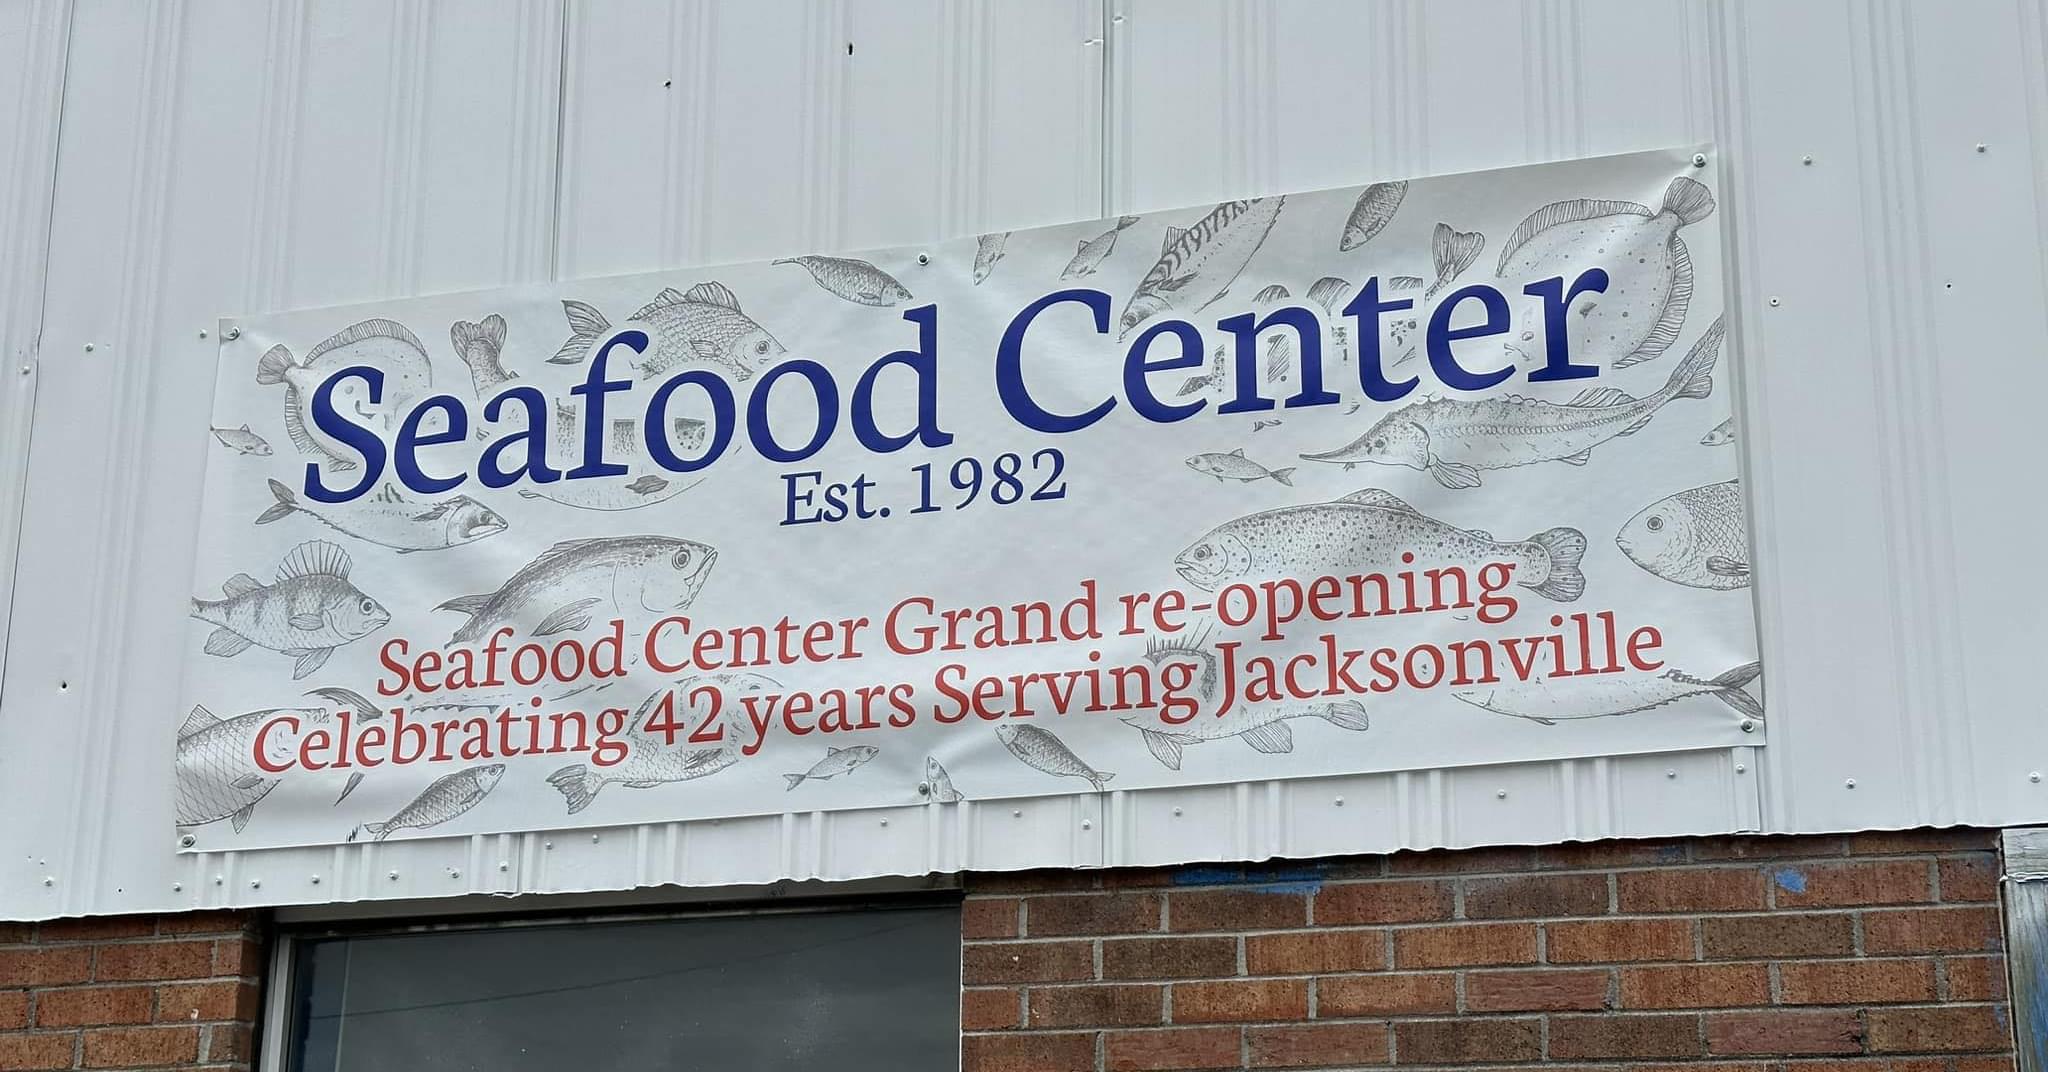 Seafood Center
Est. 1982
Seafood Center Grand re-opening
Celebrating 42 years Serving Jacksonville